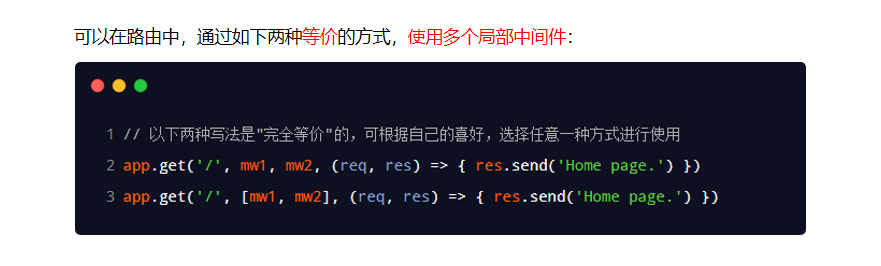 可以在路由中，通过如下两种等价的方式，使用多个局部中间件：
1 // 以下两种写法是"完全等价"的，可根据自己的喜好，选择任意一种方式进行使用
2 app.get('/', mw1, mw2, (req, res) => { res.send('Home page.') })
3 app.get('/', [mw1, mw2], (req, res) => { res.send('Home page.') })